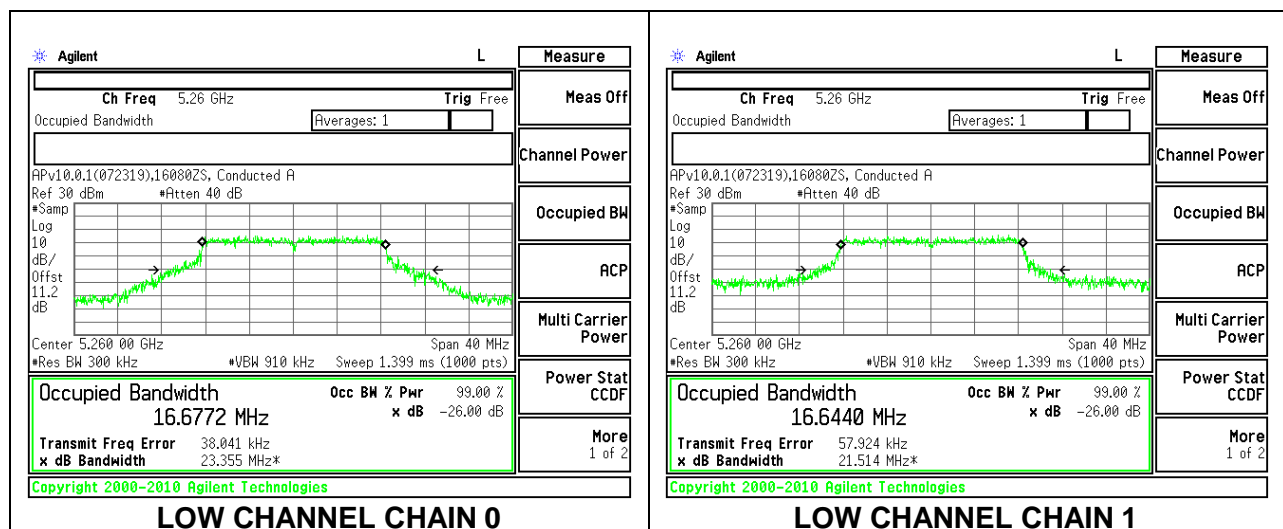 Agilent L Measure
Ch Freq 5.26 GHz Trig Free
Meas Off
Occupied Bandwidth Averages: 1
Channel Power
APv10.0.1(072319),16080ZS, Conducted A
Ref 30 dBm #Atten 40 dB
#Samp
Log
10
dB/
Offst
11.2
dB
Occupied BW
ACP
Multi Carrier
Power
Center 5.260 00 GHz Span 40 MHz
#Res BW 300 kHz #VBW 910 kHz Sweep 1.399 ms (1000 pts)
Power Stat
CCDF
Occupied Bandwidth Occ BW % Pwr 99.00 %
16.6772 MHz x dB -26.00 dB
Transmit Freq Error 38.041 kHz
x dB Bandwidth 23.355 MHz*
More
1 of 2
Copyright 2000-2010 Agilent Technologies
LOW CHANNEL CHAIN 0
Agilent L Measure
Ch Freq 5.26 GHz Trig Free
Meas Off
Occupied Bandwidth Averages: 1
Channel Power
APv10.0.1(072319),16080ZS, Conducted A
Ref 30 dBm #Atten 40 dB
#Samp
Log
10
dB/
Offst
11.2
dB
Occupied BW
ACP
Multi Carrier
Power
Center 5.260 00 GHz Span 40 MHz
#Res BW 300 kHz #VBW 910 kHz Sweep 1.399 ms (1000 pts)
Power Stat
CCDF
Occupied Bandwidth Occ BW % Pwr 99.00 %
16.6440 MHz x dB -26.00 dB
Transmit Freq Error 57.924 kHz
x dB Bandwidth 21.514 MHz*
More
1 of 2
Copyright 2000-2010 Agilent Technologies
LOW CHANNEL CHAIN 1